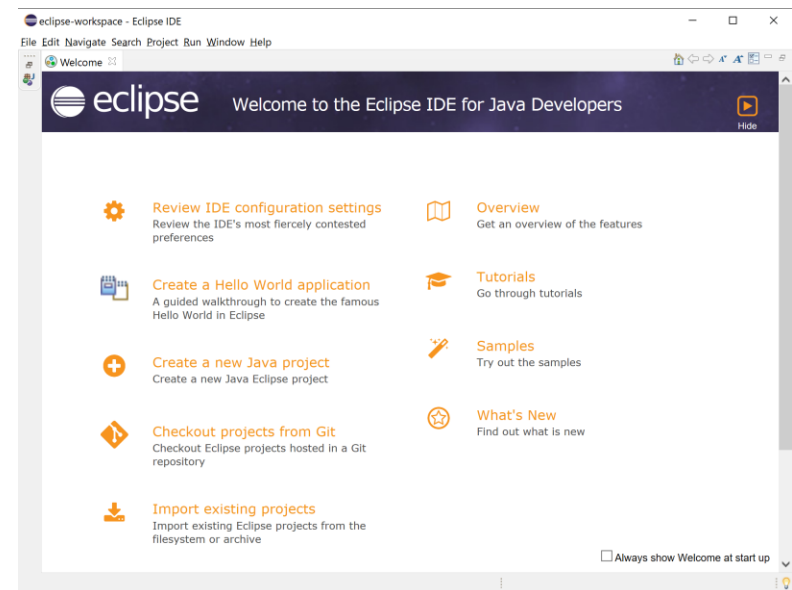 eclipse-workspace - Eclipse IDE
File Edit Navigate Search Project Run Window Help
Welcome
eclipse
Welcome to the Eclipse IDE for Java Developers
Hide
Review IDE configuration settings
Review the IDE's most fiercely contested
preferences
Create a Hello World application
A guided walkthrough to create the famous
Hello World in Eclipse
Create a new Java project
Create a new Java Eclipse project
Checkout projects from Git
Checkout Eclipse projects hosted in a Git
repository
Import existing projects
Import existing Eclipse projects from the
filesystem or archive
Overview
Get an overview of the features
Tutorials
Go through tutorials
Samples
Try out the samples
What's New
Find out what is new
Always show Welcome at start up